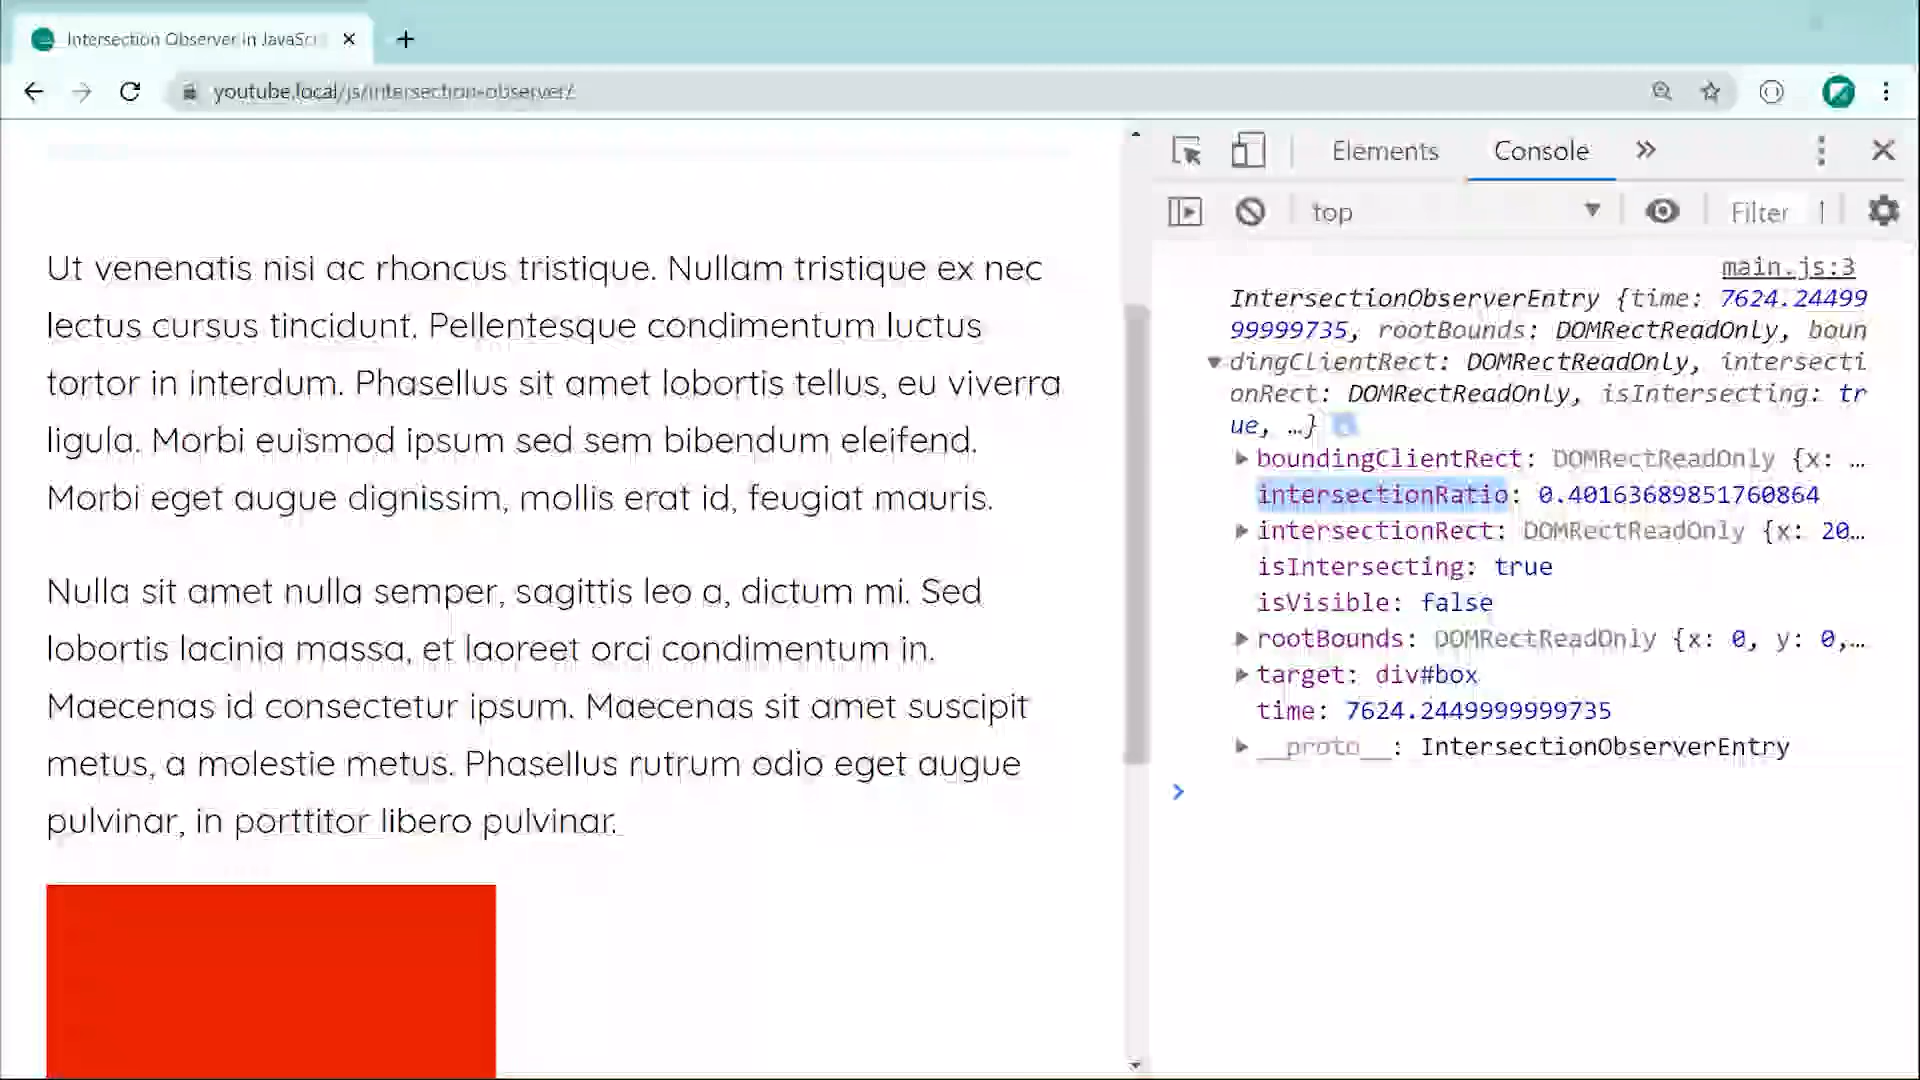 Intersection Observer in JavaScr
youtube.local/js/intersection-observer/
Ut venenatis nisi ac rhoncus tristique. Nullam tristique ex nec
lectus cursus tincidunt. Pellentesque condimentum luctus
tortor in interdum. Phasellus sit amet lobortis tellus, eu viverra
ligula. Morbi euismod ipsum sed sem bibendum eleifend.
Morbi eget augue dignissim, mollis erat id, feugiat mauris.
Nulla sit amet nulla semper, sagittis leo a, dictum mi. Sed
lobortis lacinia massa, et laoreet orci condimentum in.
Maecenas id consectetur ipsum. Maecenas sit amet suscipit
metus, a molestie metus. Phasellus rutrum odio eget augue
pulvinar, in porttitor libero pulvinar.
Elements Console
top Filter
main.js:3
IntersectionObserverEntry {time: 7624.24499
99999735, rootBounds: DOMRectReadOnly, boun
dingClientRect: DOMRectReadOnly, intersecti
onRect: DOMRectReadOnly, isIntersecting: tr
ue, …}
boundingClientRect: DOMRectReadOnly {x: …
intersectionRatio: 0.40163689851760864
intersectionRect: DOMRectReadOnly {x: 20…
isIntersecting: true
isVisible: false
rootBounds: DOMRectReadOnly {x: 0, y: 0,…
target: div#box
time: 7624.2449999999735
__proto__: IntersectionObserverEntry